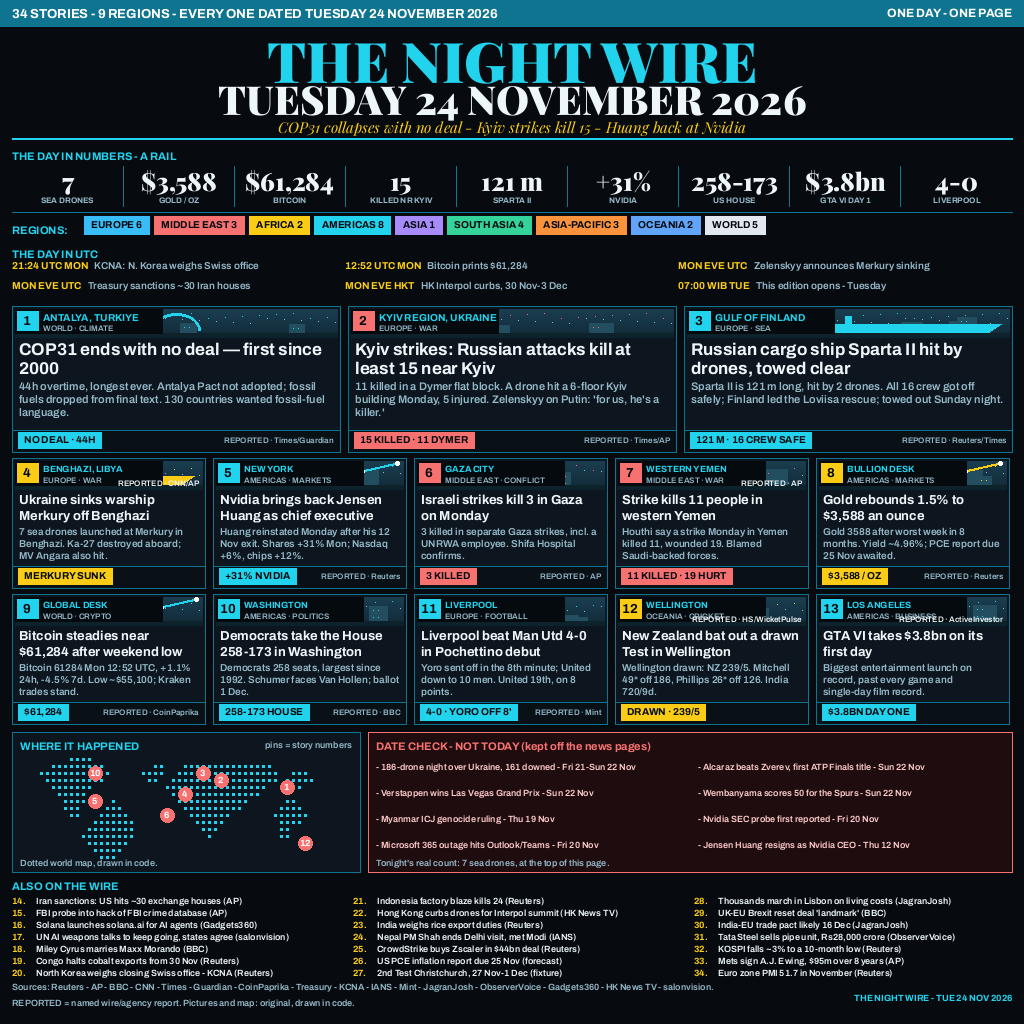 34 STORIES - 9 REGIONS - EVERY ONE DATED TUESDAY 24 NOVEMBER 2026
ONE DAY - ONE PAGE
THE NIGHT WIRE
TUESDAY 24 NOVEMBER 2026
COP31 collapses with no deal - Kyiv strikes kill 15 - Huang back at Nvidia
THE DAY IN NUMBERS - A RAIL
7
SEA DRONES
$3,588
GOLD / OZ
$61,284
BITCOIN
15
KILLED NR KYIV
121 m
SPARTA II
+31%
NVIDIA
258-173
US HOUSE
$3.8bn
GTA VI DAY 1
4-0
LIVERPOOL
REGIONS:
EUROPE 6
MIDDLE EAST 3
AFRICA 2
AMERICAS 8
ASIA 1
SOUTH ASIA 4
ASIA-PACIFIC 3
OCEANIA 2
WORLD 5
THE DAY IN UTC
21:24 UTC MON KCNA: N. Korea weighs Swiss office
12:52 UTC MON Bitcoin prints $61,284
MON EVE UTC Zelenskyy announces Merkury sinking
MON EVE UTC Treasury sanctions ~30 Iran houses
MON EVE HKT HK Interpol curbs, 30 Nov-3 Dec
07:00 WIB TUE This edition opens - Tuesday
1
ANTALYA, TURKIYE
WORLD · CLIMATE
COP31 ends with no deal — first since
2000
44h overtime, longest ever. Antalya Pact not adopted; fossil
fuels dropped from final text. 130 countries wanted fossil-fuel
language.
NO DEAL · 44H
REPORTED · Times/Guardian
2
KYIV REGION, UKRAINE
EUROPE · WAR
Kyiv strikes: Russian attacks kill at
least 15 near Kyiv
11 killed in a Dymer flat block. A drone hit a 6-floor Kyiv
building Monday, 5 injured. Zelenskyy on Putin: 'for us, he's a
killer.'
15 KILLED · 11 DYMER
REPORTED · Times/AP
3
GULF OF FINLAND
EUROPE · SEA
Russian cargo ship Sparta II hit by
drones, towed clear
Sparta II is 121 m long, hit by 2 drones. All 16 crew got off
safely; Finland led the Loviisa rescue; towed out Sunday night.
121 M · 16 CREW SAFE
REPORTED · Reuters/Times
4
BENGHAZI, LIBYA
EUROPE · WAR
REPORTED · CNN/AP
Ukraine sinks warship
Merkury off Benghazi
7 sea drones launched at Merkury in
Benghazi. Ka-27 destroyed aboard;
MV Angara also hit.
MERKURY SUNK
5
NEW YORK
AMERICAS · MARKETS
Nvidia brings back Jensen
Huang as chief executive
Huang reinstated Monday after his 12
Nov exit. Shares +31% Mon; Nasdaq
+6%, chips +12%.
+31% NVIDIA
REPORTED · Reuters
6
GAZA CITY
MIDDLE EAST · CONFLICT
Israeli strikes kill 3 in Gaza
on Monday
3 killed in separate Gaza strikes, incl. a
UNRWA employee. Shifa Hospital
confirms.
3 KILLED
REPORTED · AP
7
WESTERN YEMEN
MIDDLE EAST · WAR
REPORTED · AP
Strike kills 11 people in
western Yemen
Houthi say a strike Monday in Yemen
killed 11, wounded 19. Blamed
Saudi-backed forces.
11 KILLED · 19 HURT
8
BULLION DESK
AMERICAS · MARKETS
Gold rebounds 1.5% to
$3,588 an ounce
Gold 3588 after worst week in 8
months. Yield ~4.96%; PCE report due
25 Nov awaited.
$3,588 / OZ
REPORTED · Reuters
9
GLOBAL DESK
WORLD · CRYPTO
Bitcoin steadies near
$61,284 after weekend low
Bitcoin 61284 Mon 12:52 UTC, +1.1%
24h, -4.5% 7d. Low ~$55,100; Kraken
trades stand.
$61,284
REPORTED · CoinPaprika
10
WASHINGTON
AMERICAS · POLITICS
Democrats take the House
258-173 in Washington
Democrats 258 seats, largest since
1992. Schumer faces Van Hollen; ballot
1 Dec.
258-173 HOUSE
REPORTED · BBC
11
LIVERPOOL
EUROPE · FOOTBALL
Liverpool beat Man Utd 4-0
in Pochettino debut
Yoro sent off in the 8th minute; United
down to 10 men. United 19th, on 8
points.
4-0 · YORO OFF 8'
REPORTED · Mint
12
WELLINGTON
OCEANIA · CRICKET
REPORTED · HS/WicketPulse
New Zealand bat out a drawn
Test in Wellington
Wellington drawn: NZ 239/5. Mitchell
49* off 186, Phillips 26* off 126. India
720/9d.
DRAWN · 239/5
13
LOS ANGELES
AMERICAS · BUSINESS
REPORTED · ActiveInvestor
GTA VI takes $3.8bn on its
first day
Biggest entertainment launch on
record, past every game and
single-day film record.
$3.8BN DAY ONE
WHERE IT HAPPENED
pins = story numbers
10
3
2
1
5
4
6
12
Dotted world map, drawn in code.
DATE CHECK - NOT TODAY (kept off the news pages)
- 186-drone night over Ukraine, 161 downed - Fri 21-Sun 22 Nov
- Alcaraz beats Zverev, first ATP Finals title - Sun 22 Nov
- Verstappen wins Las Vegas Grand Prix - Sun 22 Nov
- Wembanyama scores 50 for the Spurs - Sun 22 Nov
- Myanmar ICJ genocide ruling - Thu 19 Nov
- Nvidia SEC probe first reported - Fri 20 Nov
- Microsoft 365 outage hits Outlook/Teams - Fri 20 Nov
- Jensen Huang resigns as Nvidia CEO - Thu 12 Nov
Tonight's real count: 7 sea drones, at the top of this page.
ALSO ON THE WIRE
14. Iran sanctions: US hits ~30 exchange houses (AP)
15. FBI probe into hack of FBI crime database (AP)
16. Solana launches solana.ai for AI agents (Gadgets360)
17. UN AI weapons talks to keep going, states agree (salonvision)
18. Miley Cyrus marries Maxx Morando (BBC)
19. Congo halts cobalt exports from 30 Nov (Reuters)
20. North Korea weighs closing Swiss office - KCNA (Reuters)
21. Indonesia factory blaze kills 24 (Reuters)
22. Hong Kong curbs drones for Interpol summit (HK News TV)
23. India weighs rice export duties (Reuters)
24. Nepal PM Shah ends Delhi visit, met Modi (IANS)
25. CrowdStrike buys Zscaler in $44bn deal (Reuters)
26. US PCE inflation report due 25 Nov (forecast)
27. 2nd Test Christchurch, 27 Nov-1 Dec (fixture)
28. Thousands march in Lisbon on living costs (JagranJosh)
29. UK-EU Brexit reset deal 'landmark' (BBC)
30. India-EU trade pact likely 16 Dec (JagranJosh)
31. Tata Steel sells pipe unit, Rs28,000 crore (ObserverVoice)
32. KOSPI falls ~3% to a 10-month low (Reuters)
33. Mets sign A.J. Ewing, $95m over 8 years (AP)
34. Euro zone PMI 51.7 in November (Reuters)
Sources: Reuters - AP - BBC - CNN - Times - Guardian - CoinPaprika - Treasury - KCNA - IANS - Mint - JagranJosh - ObserverVoice - Gadgets360 - HK News TV - salonvision.
REPORTED = named wire/agency report. Pictures and map: original, drawn in code.
THE NIGHT WIRE - TUE 24 NOV 2026